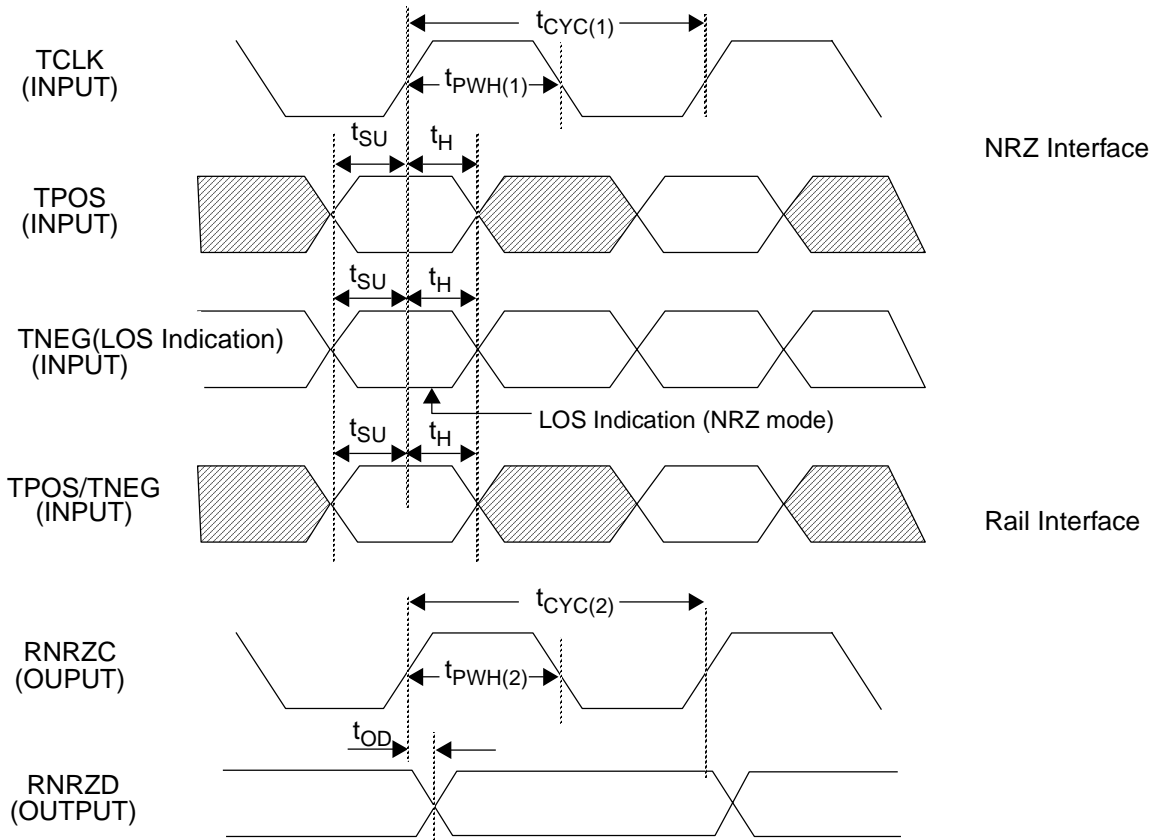 tCYC(1)
TCLK
(INPUT)
tPWH(1)
tSU
tH
NRZ Interface
TPOS
(INPUT)
tSU
tH
TNEG(LOS Indication)
(INPUT)
LOS Indication (NRZ mode)
tSU
tH
TPOS/TNEG
(INPUT)
Rail Interface
tCYC(2)
RNRZC
(OUPUT)
tPWH(2)
tOD
RNRZD
(OUTPUT)